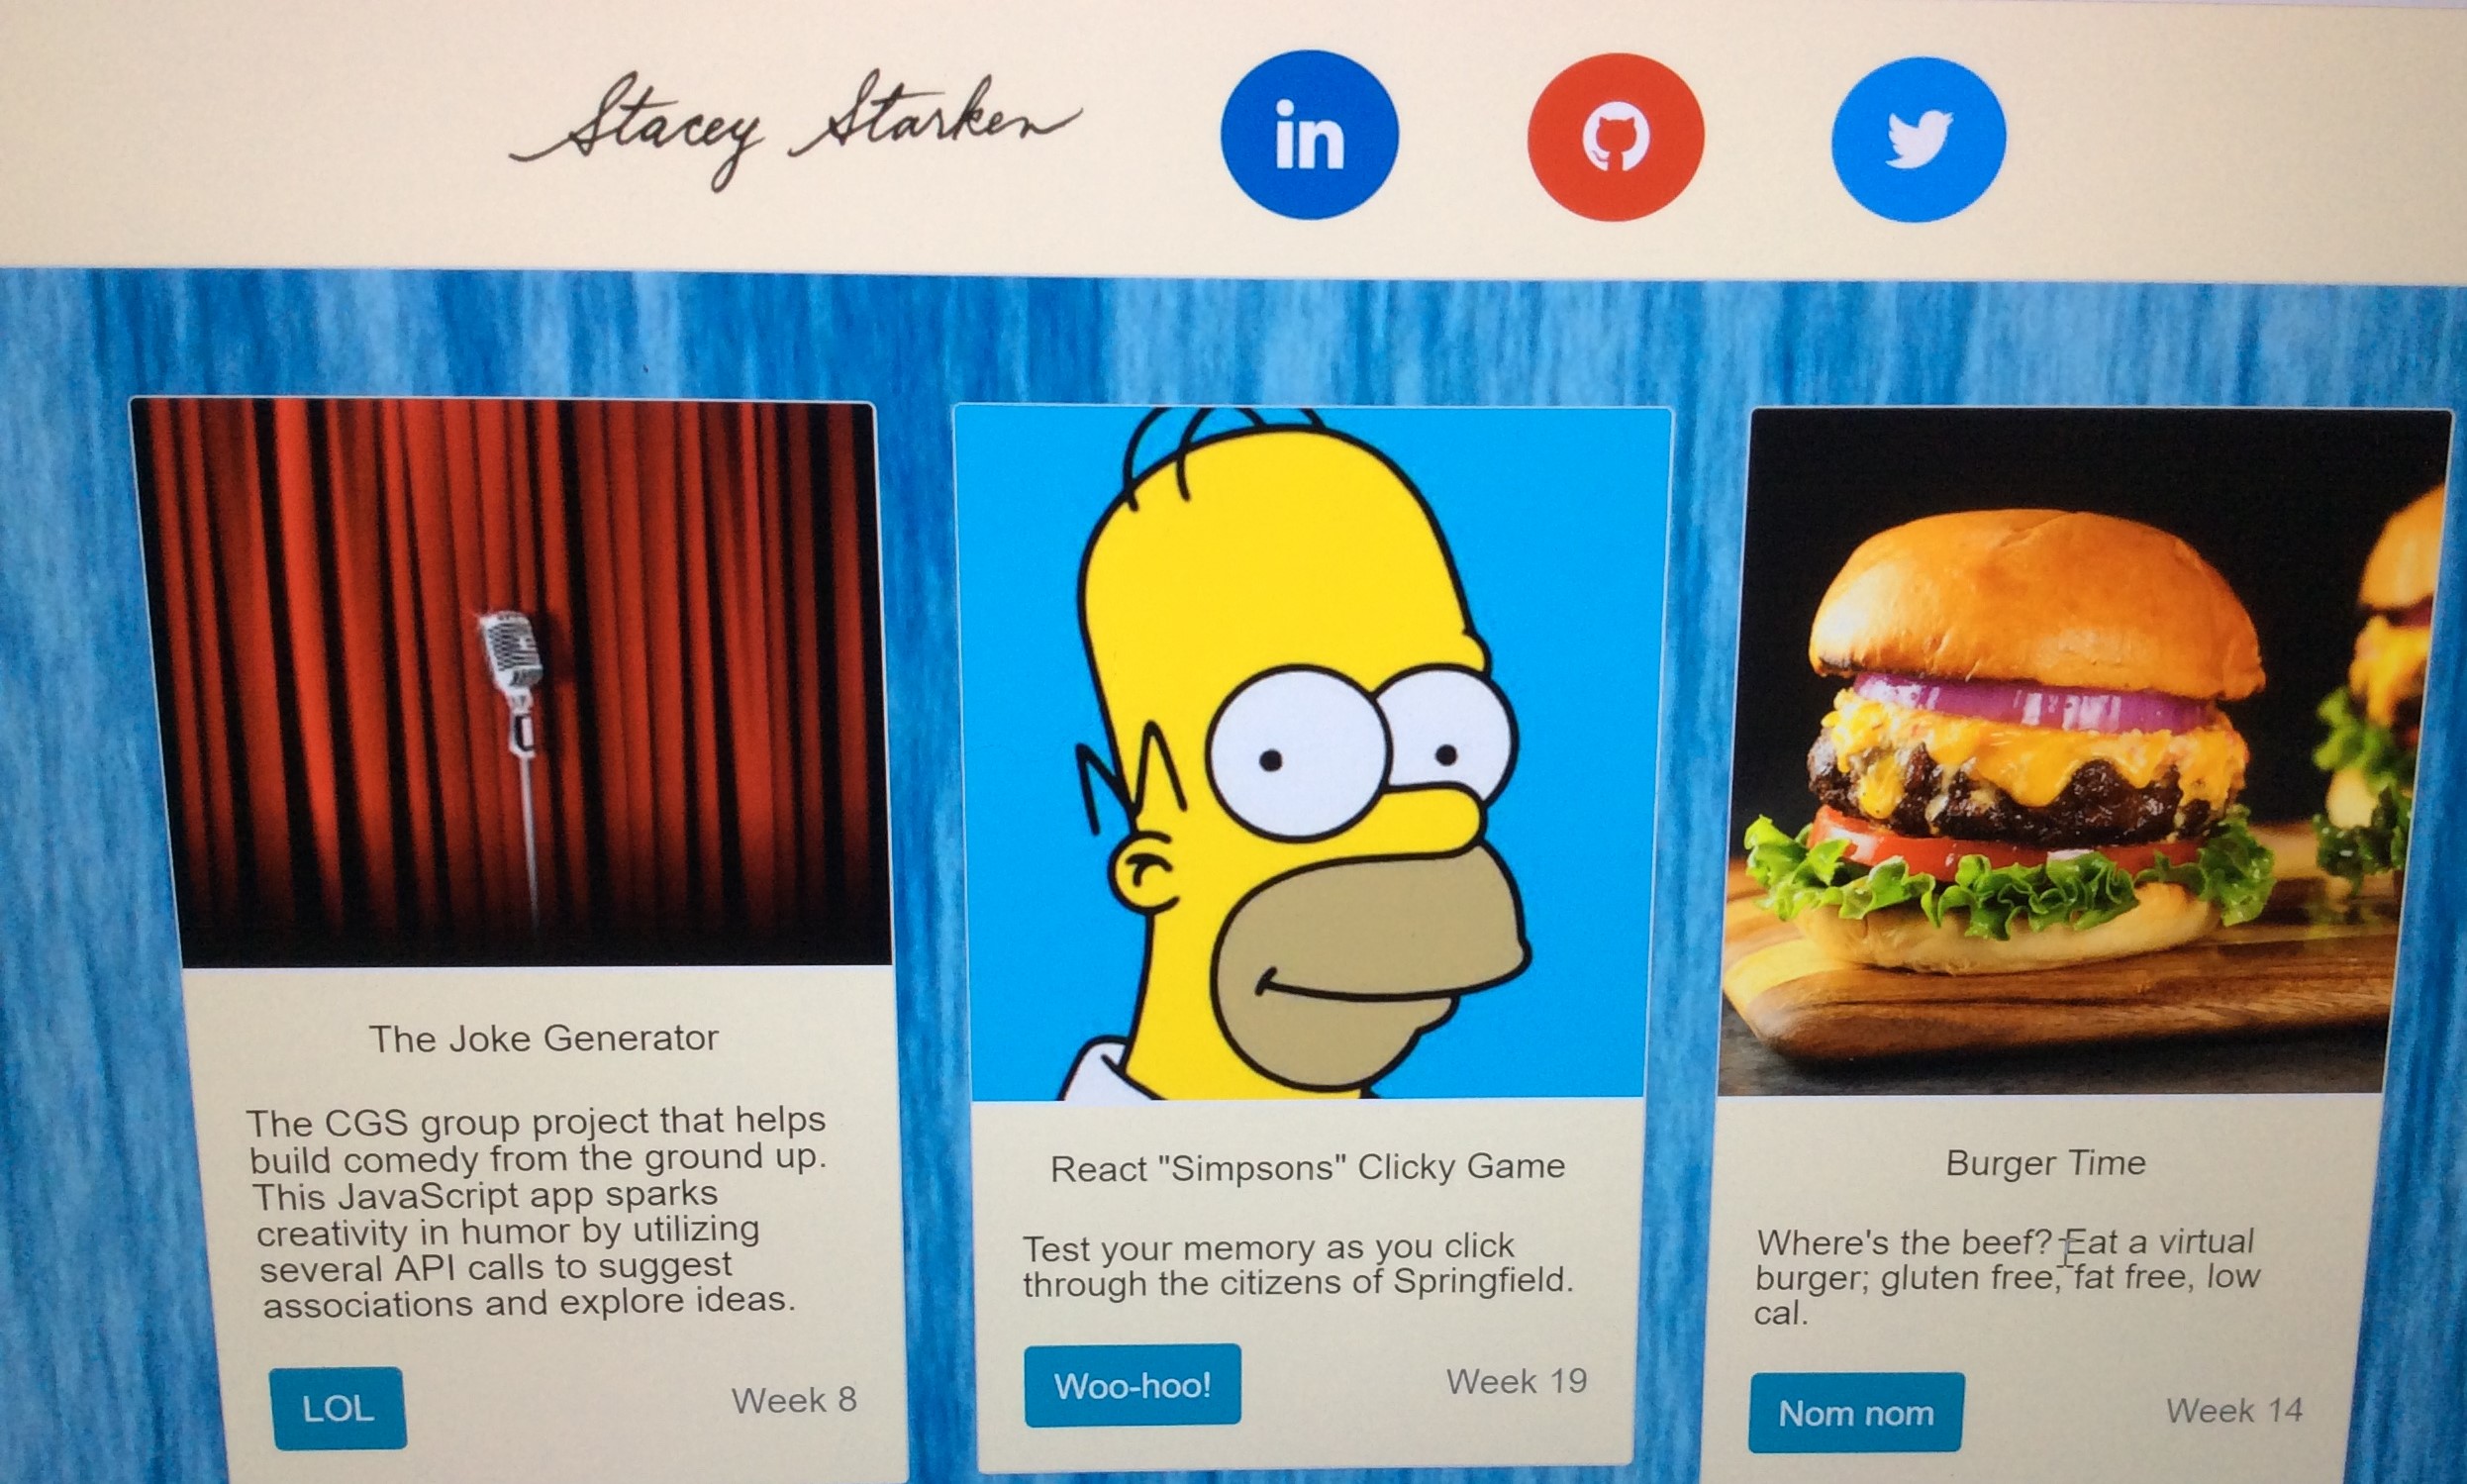 Stacey Starken
in
The Joke Generator
The CGS group project that helps
build comedy from the ground up.
This JavaScript app sparks
creativity in humor by utilizing
several API calls to suggest
associations and explore ideas.
LOL
Week 8
React "Simpsons" Clicky Game
Test your memory as you click
through the citizens of Springfield.
Woo-hoo!
Week 19
Burger Time
Where's the beef? Eat a virtual
burger; gluten free, fat free, low
cal.
Nom nom
Week 14